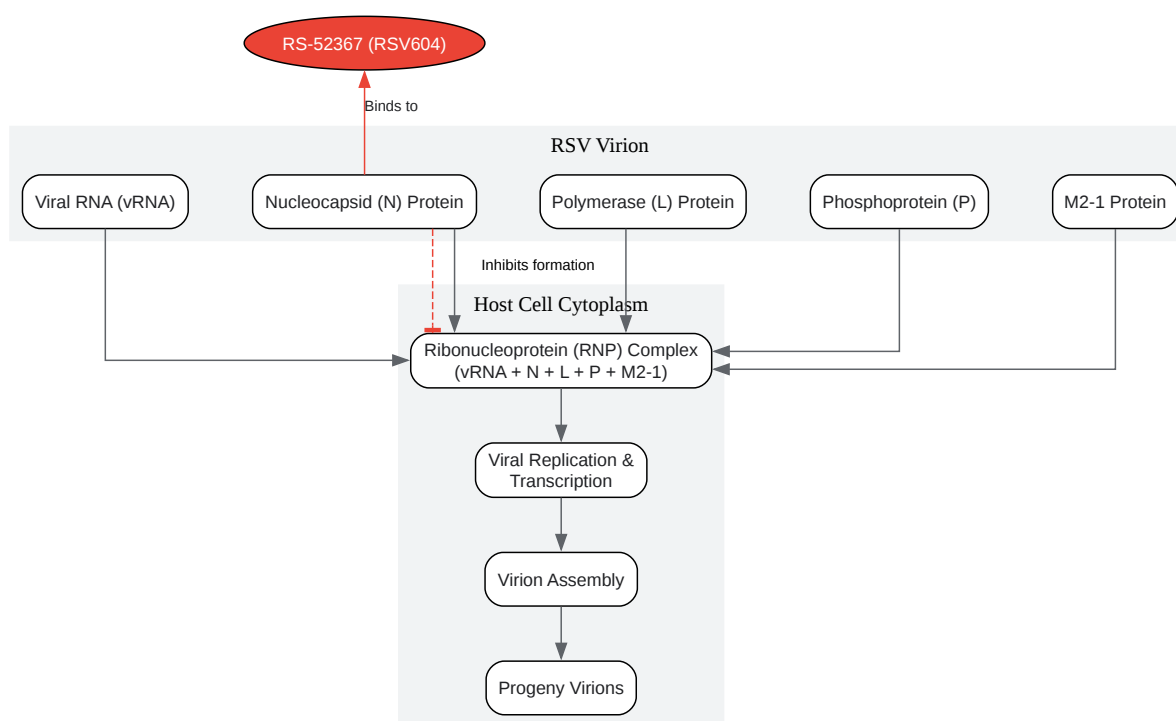 RS-52367 (RSV604)
Binds to
RSV Virion
Viral RNA (vRNA)
Nucleocapsid (N) Protein
Polymerase (L) Protein
Phosphoprotein (P)
M2-1 Protein
Inhibits formation
Host Cell Cytoplasm
Ribonucleoprotein (RNP) Complex
(vRNA + N + L + P + M2-1)
Viral Replication &
Transcription
Virion Assembly
Progeny Virions